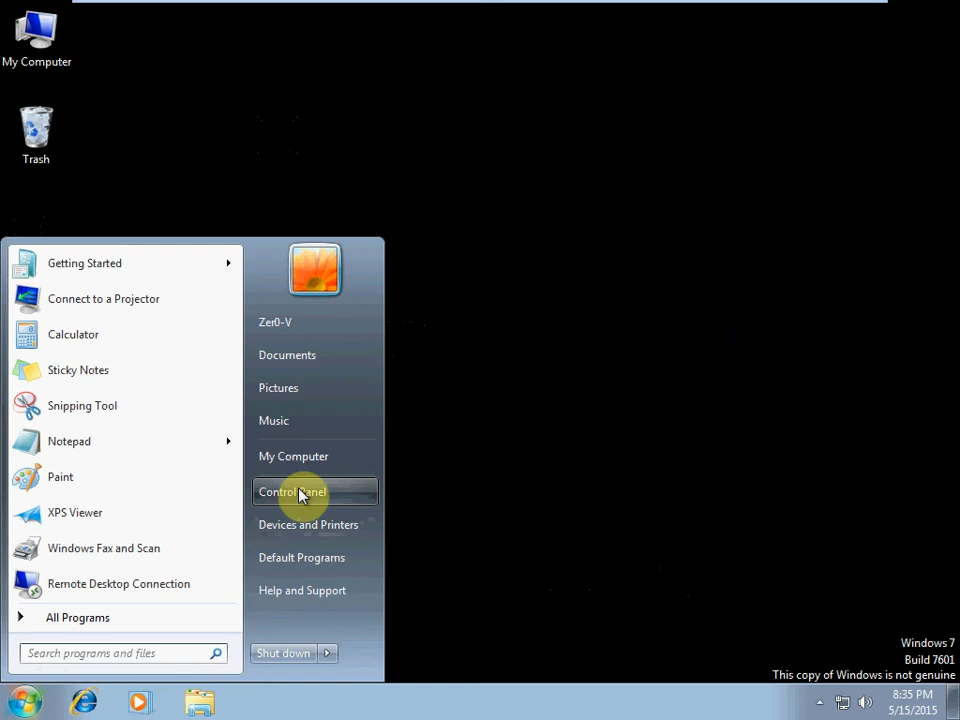 My Computer
Trash
Getting Started
Connect to a Projector
Calculator
Sticky Notes
Snipping Tool
Notepad
Paint
XPS Viewer
Windows Fax and Scan
Remote Desktop Connection
All Programs
Search programs and files
Zer0-V
Documents
Pictures
Music
My Computer
Control Panel
Devices and Printers
Default Programs
Help and Support
Shut down
Windows 7
Build 7601
This copy of Windows is not genuine
8:35 PM
5/15/2015